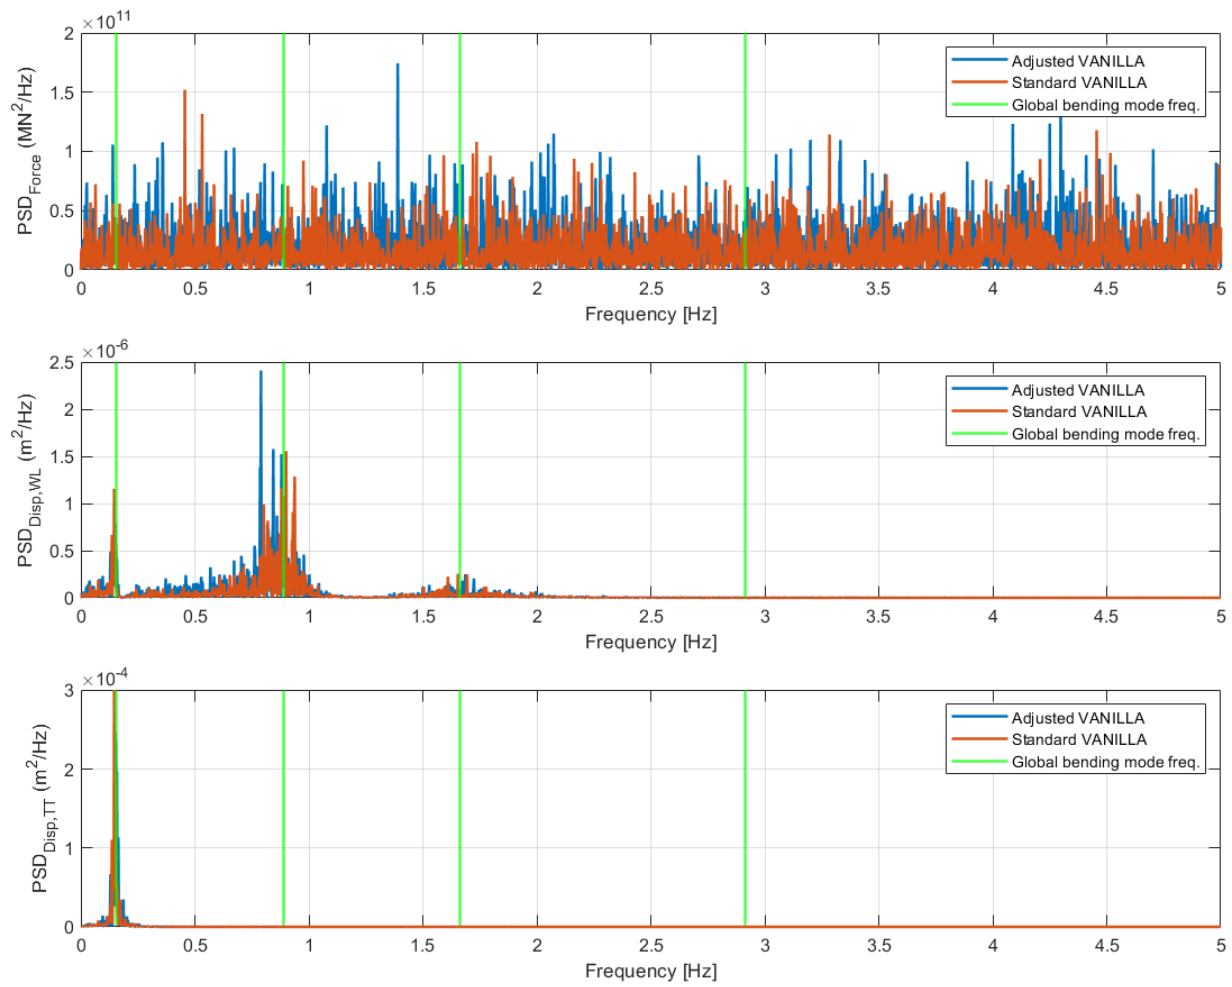 ×10^11
PSD_Force (MN^2/Hz)
2
1.5
1
0.5
0
Adjusted VANILLA
Standard VANILLA
Global bending mode freq.
0 0.5 1 1.5 2 2.5 3 3.5 4 4.5 5
Frequency [Hz]
×10^-6
PSD_Disp,WL (m^2/Hz)
2.5
2
1.5
1
0.5
0
Adjusted VANILLA
Standard VANILLA
Global bending mode freq.
0 0.5 1 1.5 2 2.5 3 3.5 4 4.5 5
Frequency [Hz]
×10^-4
PSD_Disp,TT (m^2/Hz)
3
2
1
0
Adjusted VANILLA
Standard VANILLA
Global bending mode freq.
0 0.5 1 1.5 2 2.5 3 3.5 4 4.5 5
Frequency [Hz]